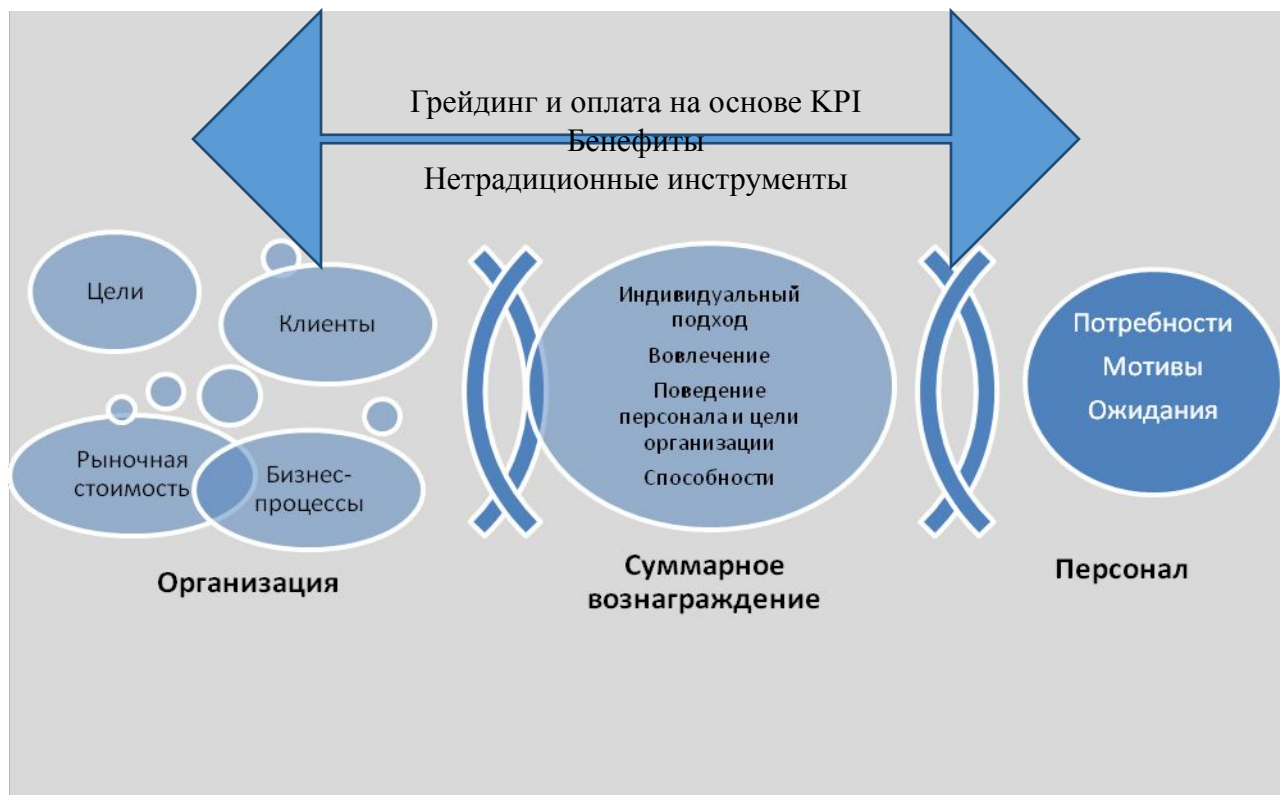 Грейдинг и оплата на основе KPI
Бенефиты
Нетрадиционные инструменты
Цели
Клиенты
Рыночная
стоимость
Бизнес-
процессы
Организация
Индивидуальный
подход
Вовлечение
Поведение
персонала и цели
организации
Способности
Суммарное
вознаграждение
Потребности
Мотивы
Ожидания
Персонал